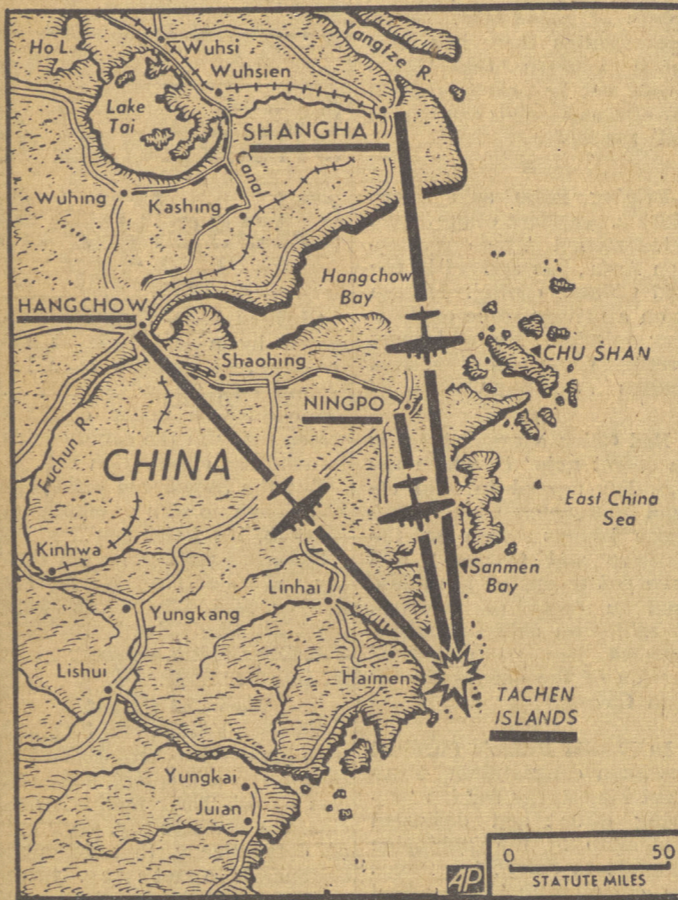 Ho L.
Wuhsi
Yangtze R.
Wuhsien
Lake
Tai
SHANGHAI
Canal
Wuhing
Kashing
Hangchow
Bay
HANGCHOW
CHU SHAN
Shaohing
NINGPO
Fuchun R.
CHINA
East China
Sea
Kinhwa
Sanmen
Bay
Linhai
Yungkang
Lishui
Haimen
TACHEN
ISLANDS
Yungkai
Juian
0 50
STATUTE MILES
AP